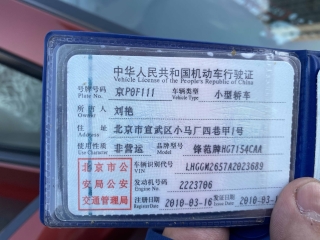 中华人民共和国机动车行驶证
Vehicle License of the People's Republic of China
号牌号码 京P0F111 车辆类型 小型轿车
Plate No. Vehicle Type
所有人 刘艳
Owner
住址 北京市宣武区小马厂四巷甲1号
Address
使用性质 非营运 品牌型号 锋范牌HG7154CAA
Use Character Model
北京市公安局公安交通管理局
车辆识别代号 LHGGM26S7A2023689
VIN
发动机号码 2223706
Engine No.
注册日期 2010-03-16 发证日期 2010-03-
Register Date Issue Date